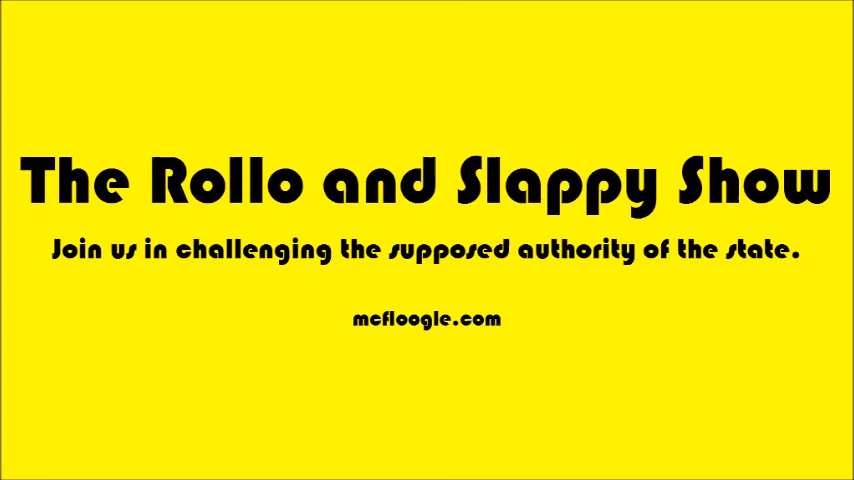 The Rollo and Slappy Show
Join us in challenging the supposed authority of the state.
mcfloogle.com